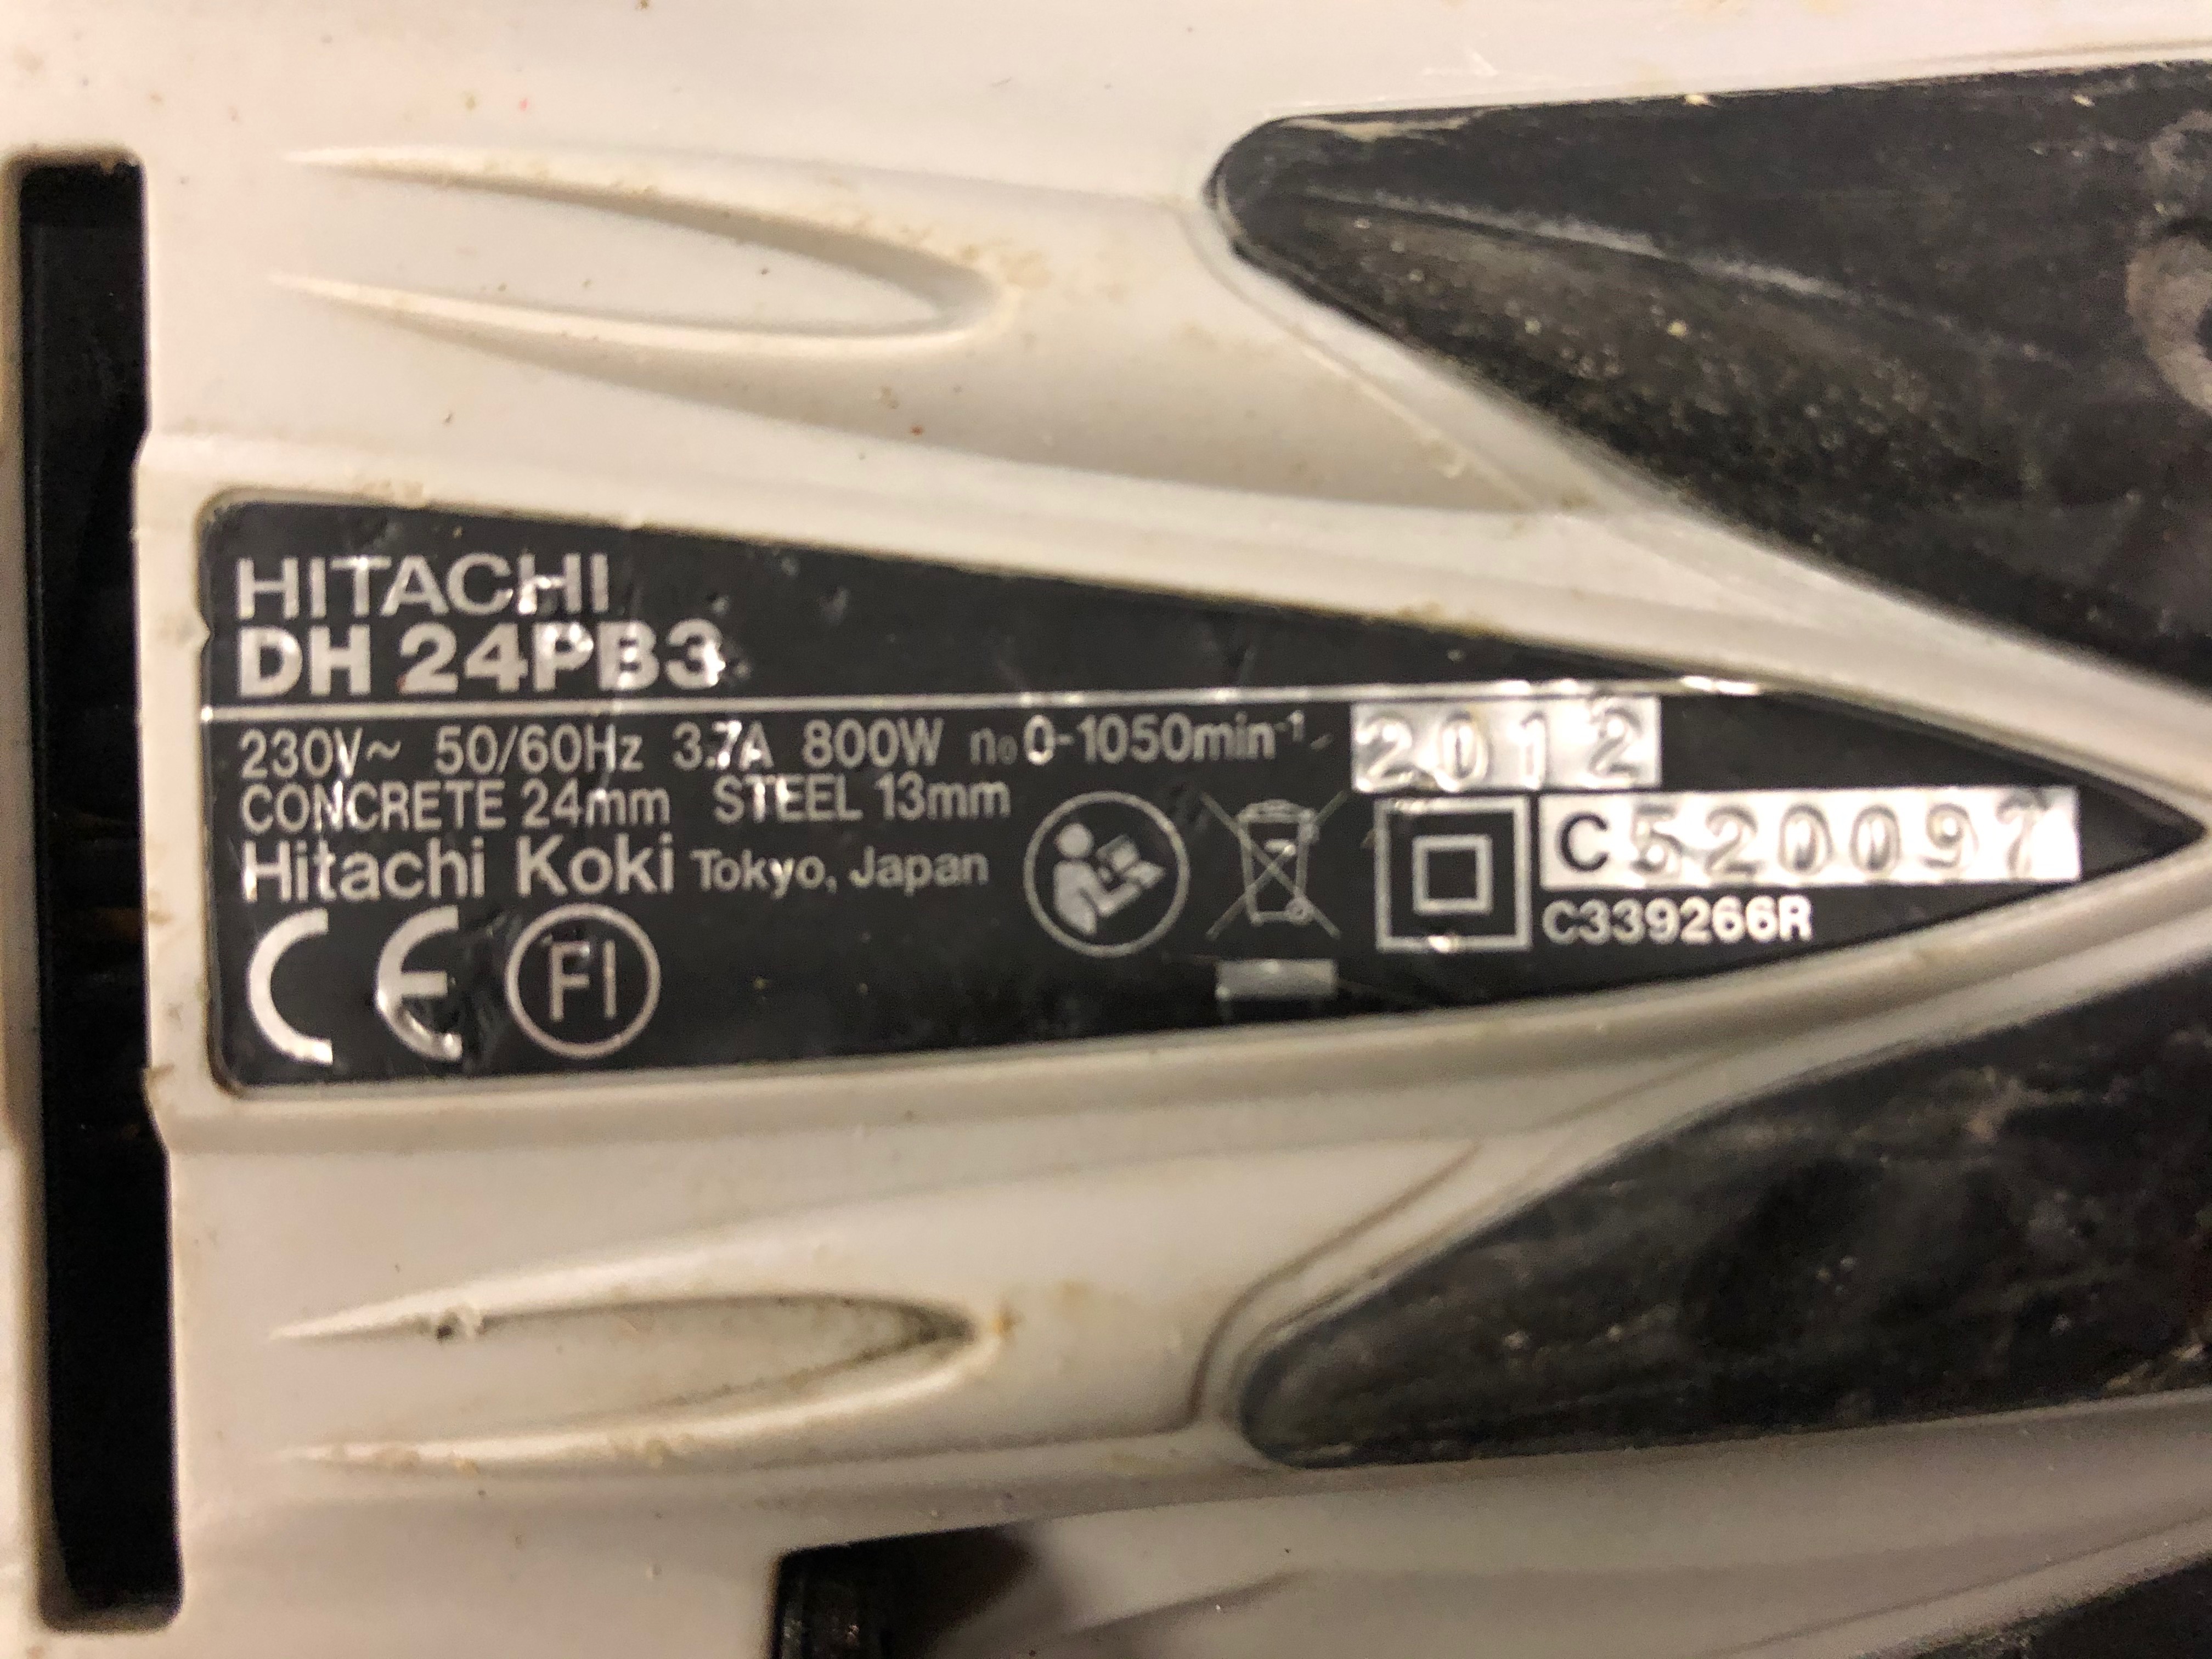 HITACHI
DH 24PB3
230V~ 50/60Hz 3.7A 800W n₀0-1050min⁻¹ 2012
CONCRETE 24mm STEEL 13mm
Hitachi Koki Tokyo, Japan
C520097
C339266R
CE FI